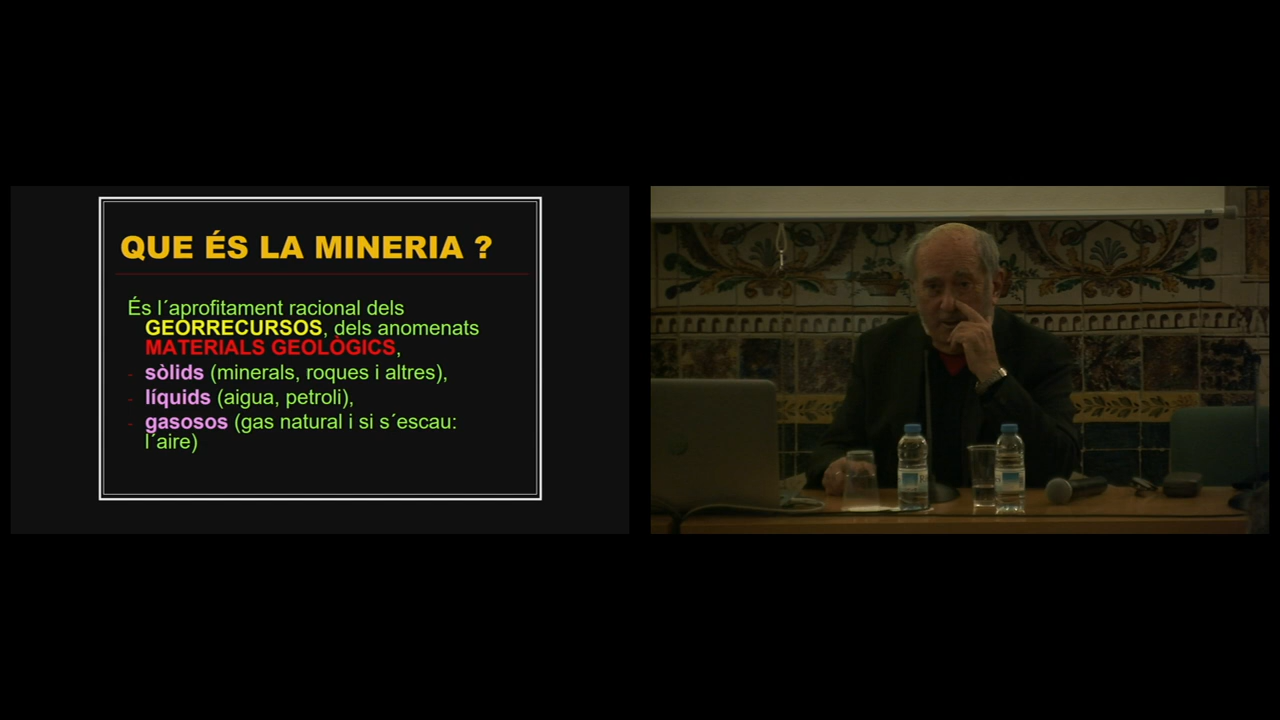 QUE ÉS LA MINERIA ?
És l´aprofitament racional dels
GEORRECURSOS, dels anomenats
MATERIALS GEOLÒGICS,
- sòlids (minerals, roques i altres),
- líquids (aigua, petroli),
- gasosos (gas natural i si s´escau:
l´aire)